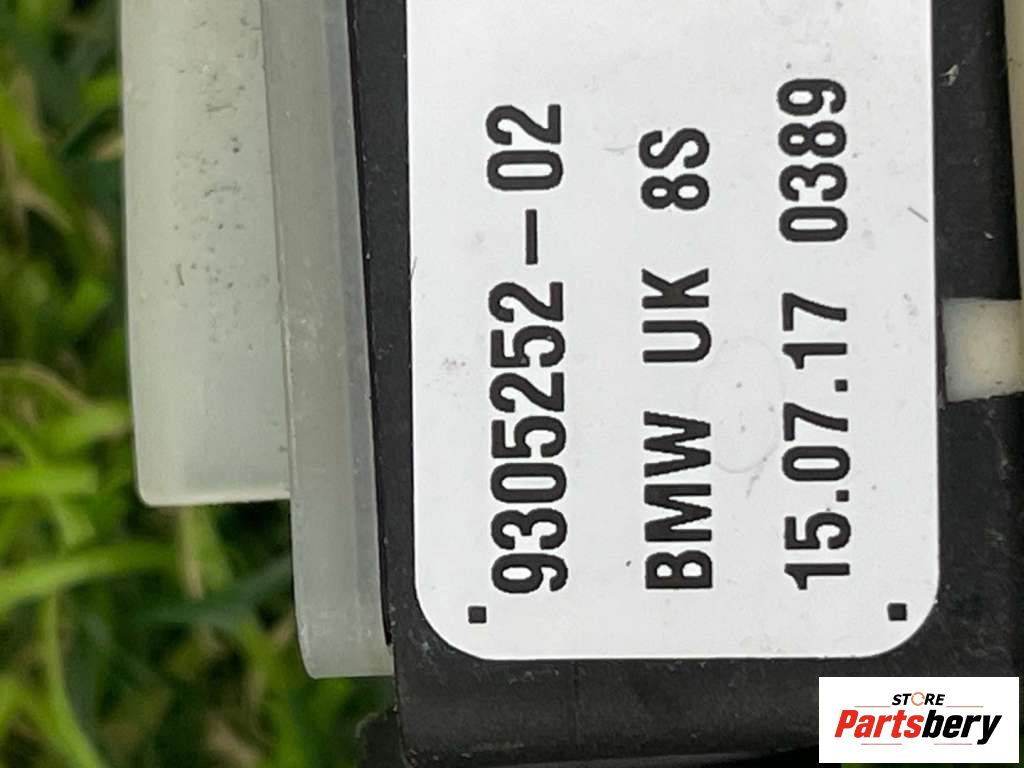 9305252-02
BMW UK 8S
15.07.17 0389
STORE
Partsbery